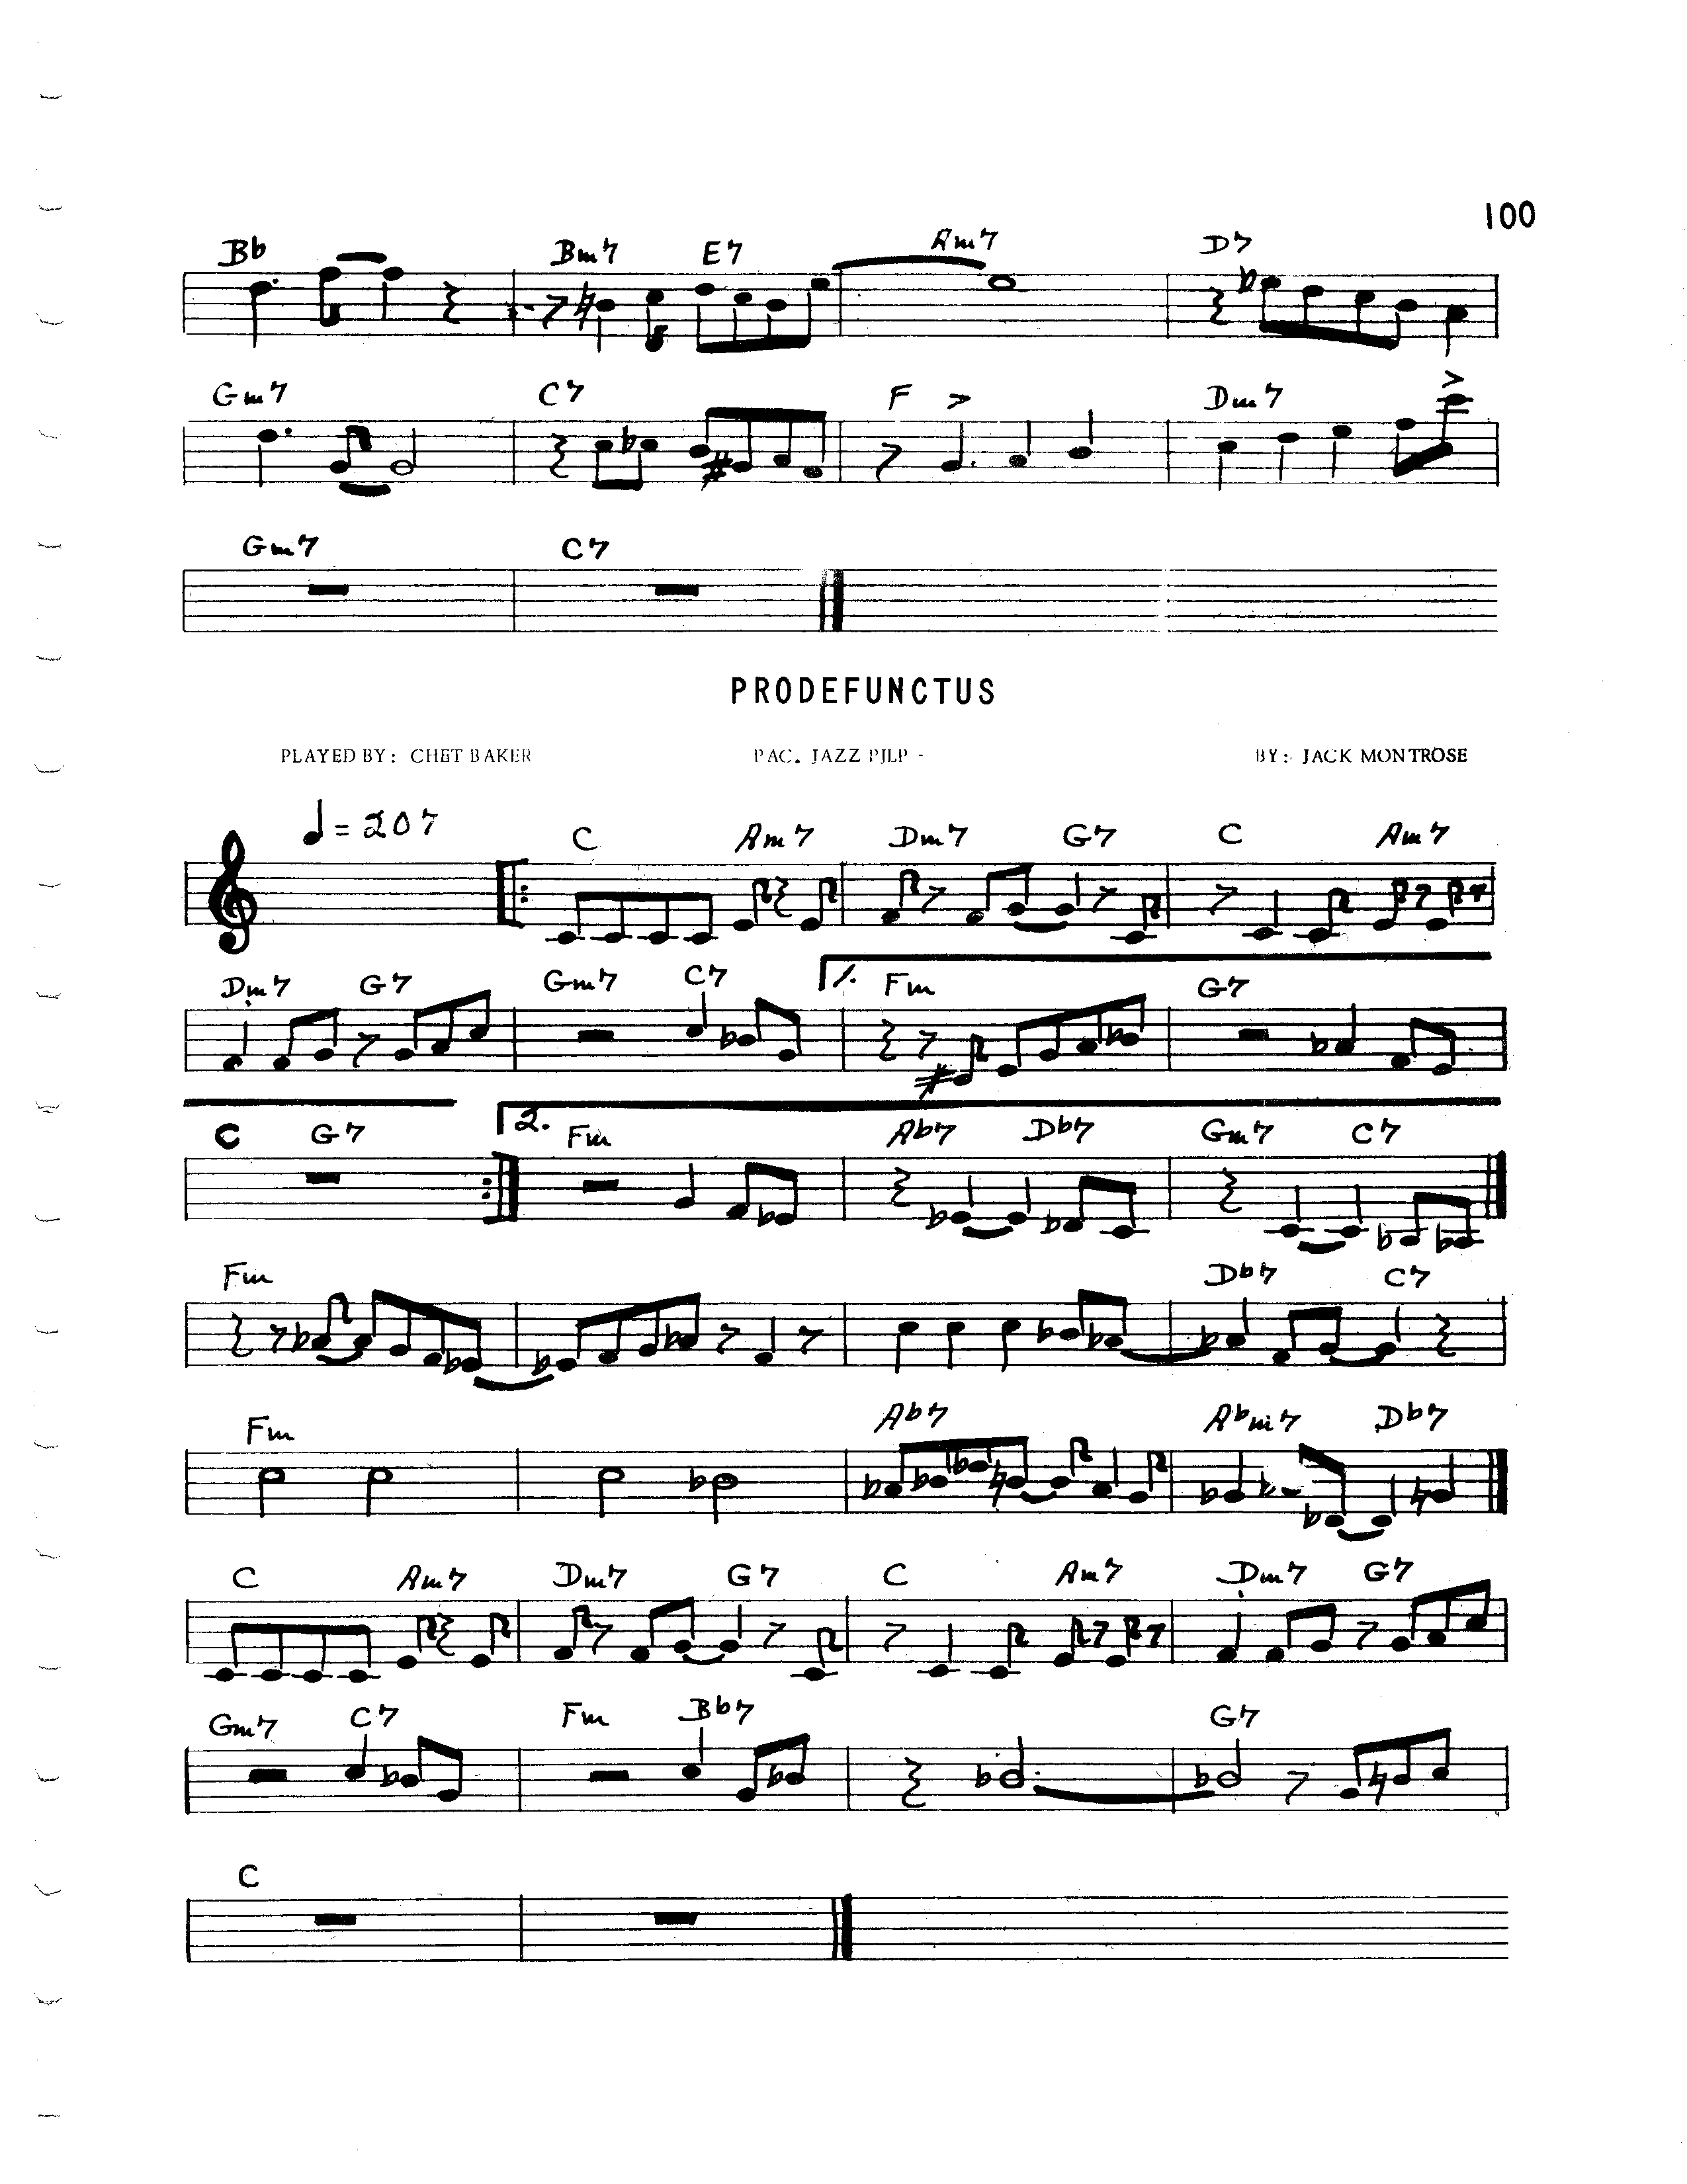 100
Bb Bm7 E7 Am7 D7
Gm7 C7 F Dm7
Gm7 C7
PRODEFUNCTUS
PLAYED BY: CHET BAKER PAC. JAZZ PJLP - BY: JACK MONTROSE
= 207
C Am7 Dm7 G7 C Am7
Dm7 G7 Gm7 C7 1. Fm G7
C G7 2. Fm Ab7 Db7 Gm7 C7
Fm Db7 C7
Fm Ab7 Abm7 Db7
C Am7 Dm7 G7 C Am7 Dm7 G7
Gm7 C7 Fm Bb7 G7
C